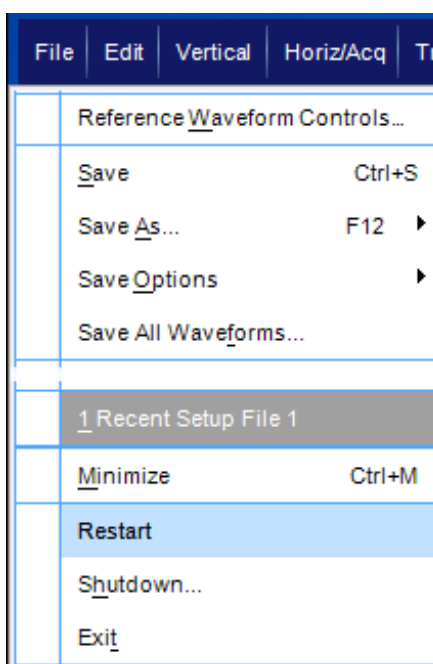 File Edit Vertical Horiz/Acq
Reference Waveform Controls...
Save Ctrl+S
Save As... F12
Save Options
Save All Waveforms...
1 Recent Setup File 1
Minimize Ctrl+M
Restart
Shutdown...
Exit